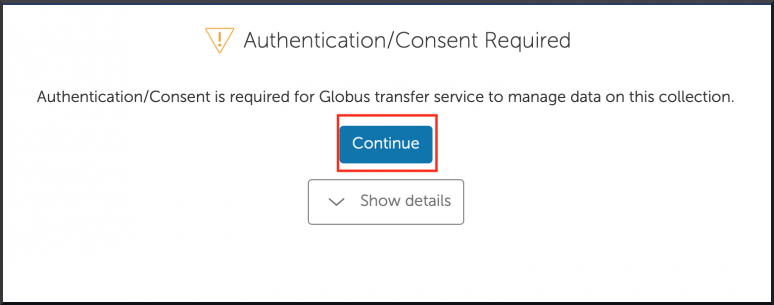 Authentication/Consent Required
Authentication/Consent is required for Globus transfer service to manage data on this collection.
Continue
Show details